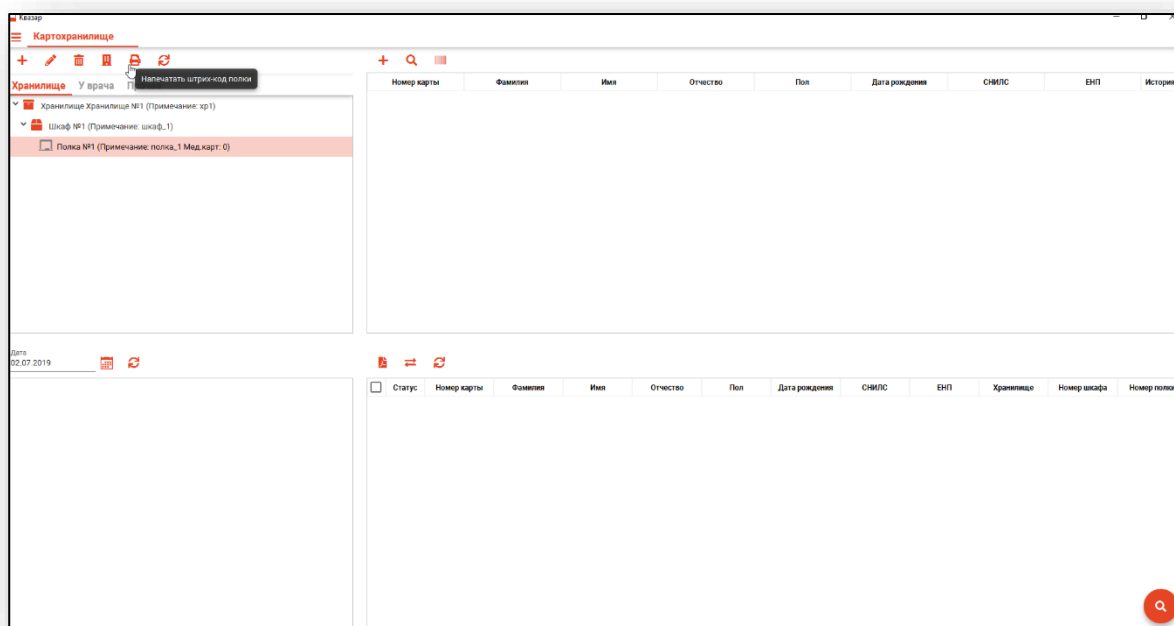 Квазар
Картохранилище
Напечатать штрих-код полки
Хранилище У врача
Хранилище Хранилище №1 (Примечание: хр1)
Шкаф №1 (Примечание: шкаф_1)
Полка №1 (Примечание: полка_1 Мед.карт: 0)
Номер карты Фамилия Имя Отчество Пол Дата рождения СНИЛС ЕНП История
Дата
02.07.2019
Статус Номер карты Фамилия Имя Отчество Пол Дата рождения СНИЛС ЕНП Хранилище Номер шкафа Номер полки